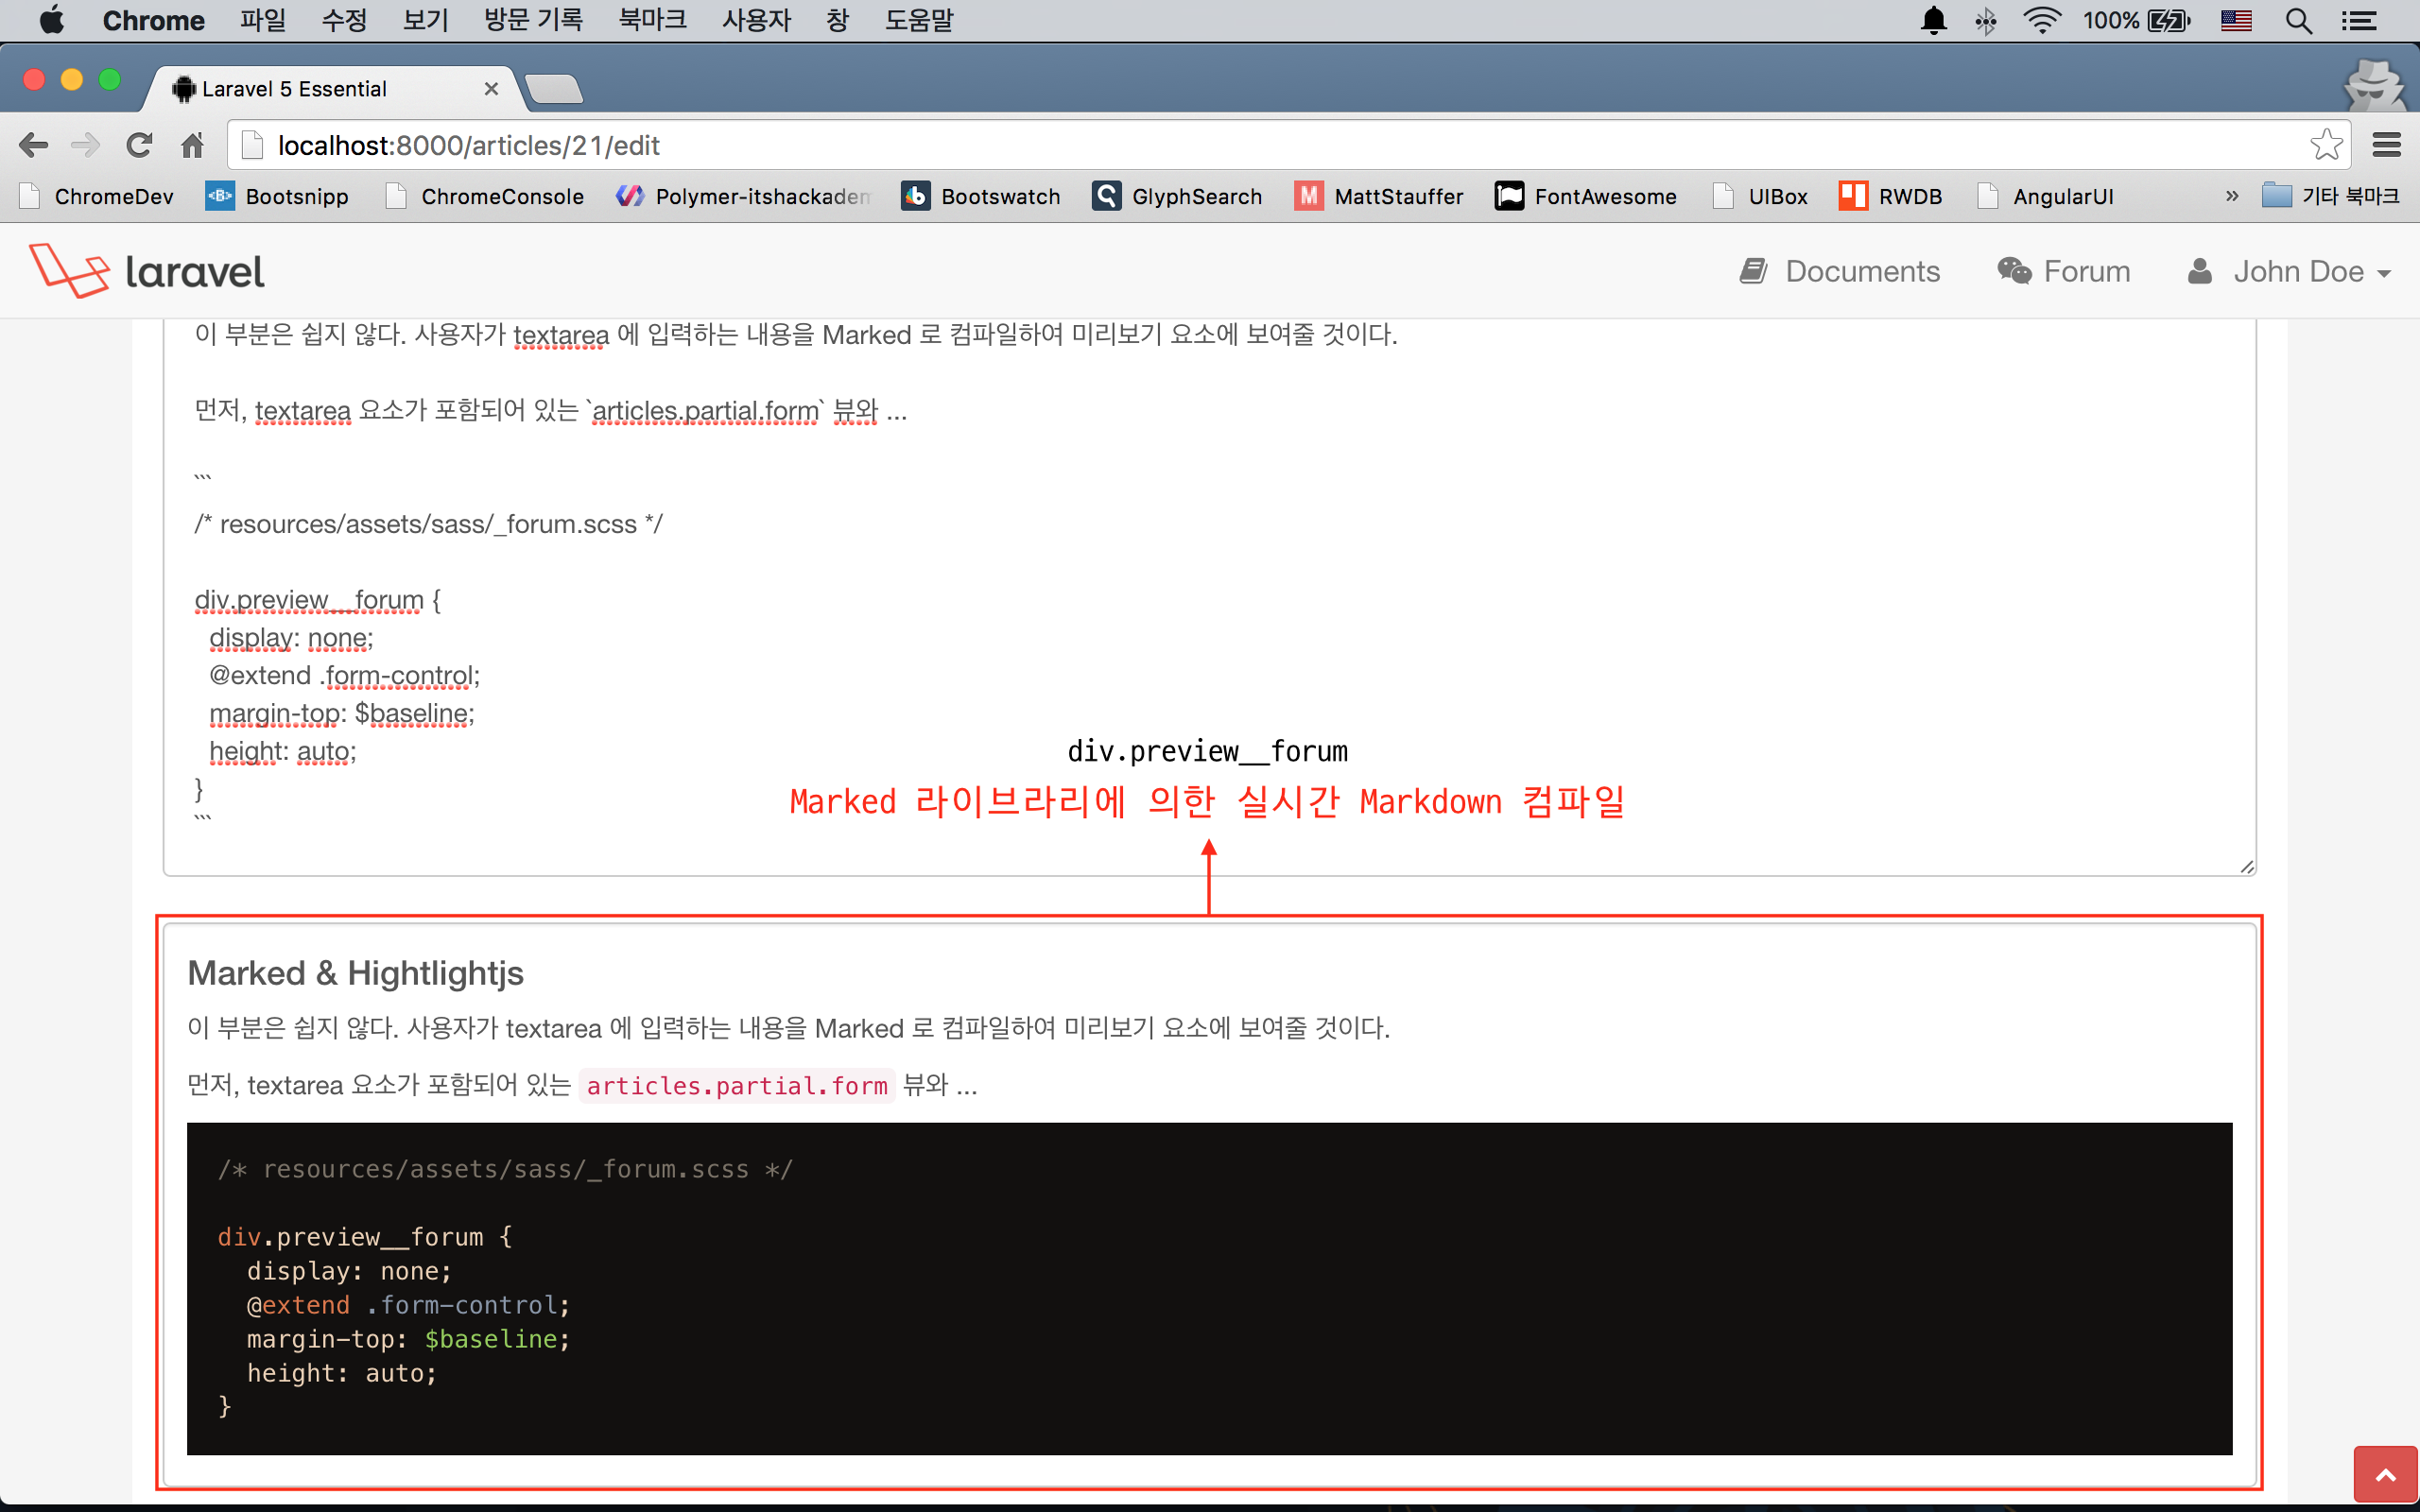 Chrome 파일 수정 보기 방문 기록 북마크 사용자 창 도움말 100%
Laravel 5 Essential
localhost:8000/articles/21/edit
ChromeDev Bootsnipp ChromeConsole Polymer-itshackadem Bootswatch GlyphSearch MattStauffer FontAwesome UIBox RWDB AngularUI » 기타 북마크
laravel Documents Forum John Doe
이 부분은 쉽지 않다. 사용자가 textarea 에 입력하는 내용을 Marked 로 컴파일하여 미리보기 요소에 보여줄 것이다.
먼저, textarea 요소가 포함되어 있는 `articles.partial.form` 뷰와 ...
```
/* resources/assets/sass/_forum.scss */
div.preview__forum {
  display: none;
  @extend .form-control;
  margin-top: $baseline;
  height: auto;
}
```
div.preview__forum
Marked 라이브라리에 의한 실시간 Markdown 컴파일
Marked & Hightlightjs
이 부분은 쉽지 않다. 사용자가 textarea 에 입력하는 내용을 Marked 로 컴파일하여 미리보기 요소에 보여줄 것이다.
먼저, textarea 요소가 포함되어 있는 articles.partial.form 뷰와 ...
/* resources/assets/sass/_forum.scss */
div.preview__forum {
  display: none;
  @extend .form-control;
  margin-top: $baseline;
  height: auto;
}